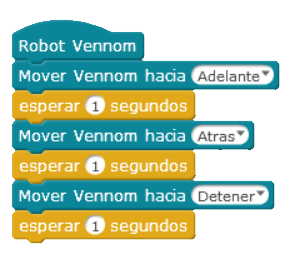 Robot Vennom
Mover Vennom hacia Adelante
esperar 1 segundos
Mover Vennom hacia Atras
esperar 1 segundos
Mover Vennom hacia Detener
esperar 1 segundos